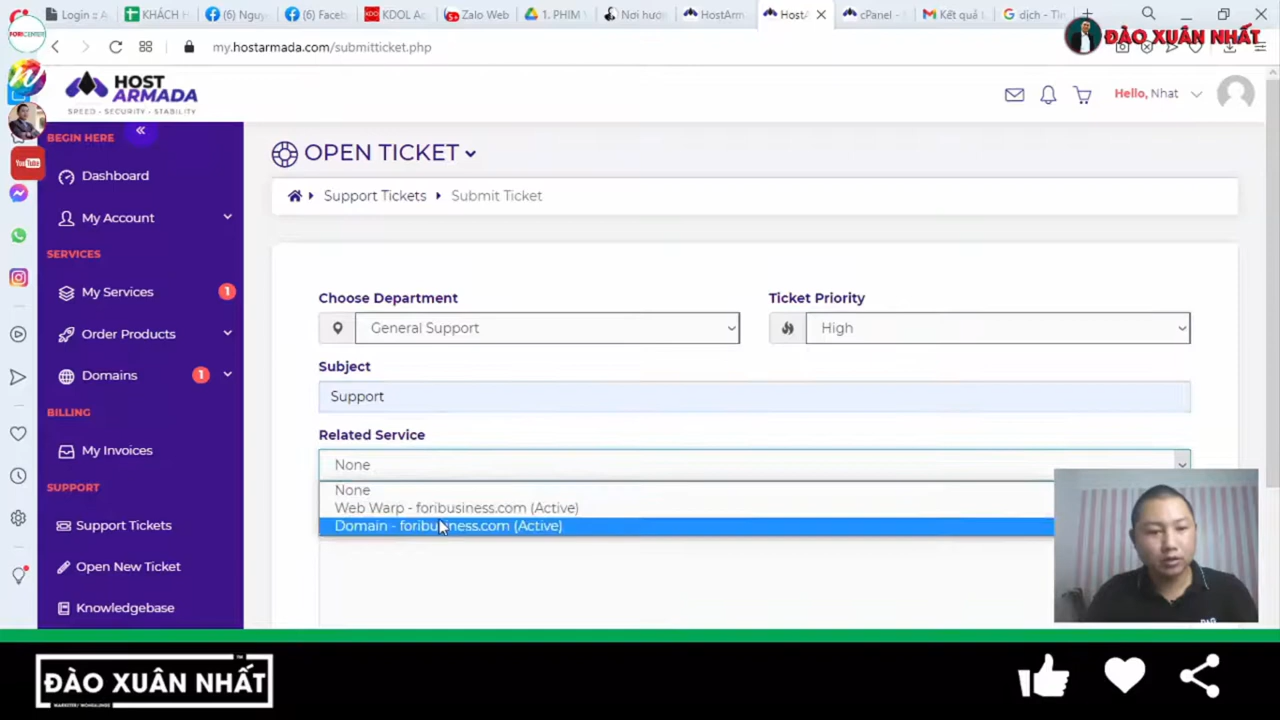 Login :: A
KHÁCH H
(6) Nguy
(6) Faceb
KDOL Ac
Zalo Web
1. PHIM V
Nơi hướ
HostArm
HostA
cPanel -
Kết quả l
dịch - Tìm
FORICENTER
my.hostarmada.com/submitticket.php
ĐÀO XUÂN NHẤT
HOST
ARMADA
SPEED - SECURITY - STABILITY
Hello, Nhat
BEGIN HERE
Dashboard
My Account
SERVICES
My Services 1
Order Products
Domains 1
BILLING
My Invoices
SUPPORT
Support Tickets
Open New Ticket
Knowledgebase
YouTube
OPEN TICKET
Support Tickets
Submit Ticket
Choose Department
Ticket Priority
General Support
High
Subject
Support
Related Service
None
None
Web Warp - foribusiness.com (Active)
Domain - foribusiness.com (Active)
ĐÀO XUÂN NHẤT